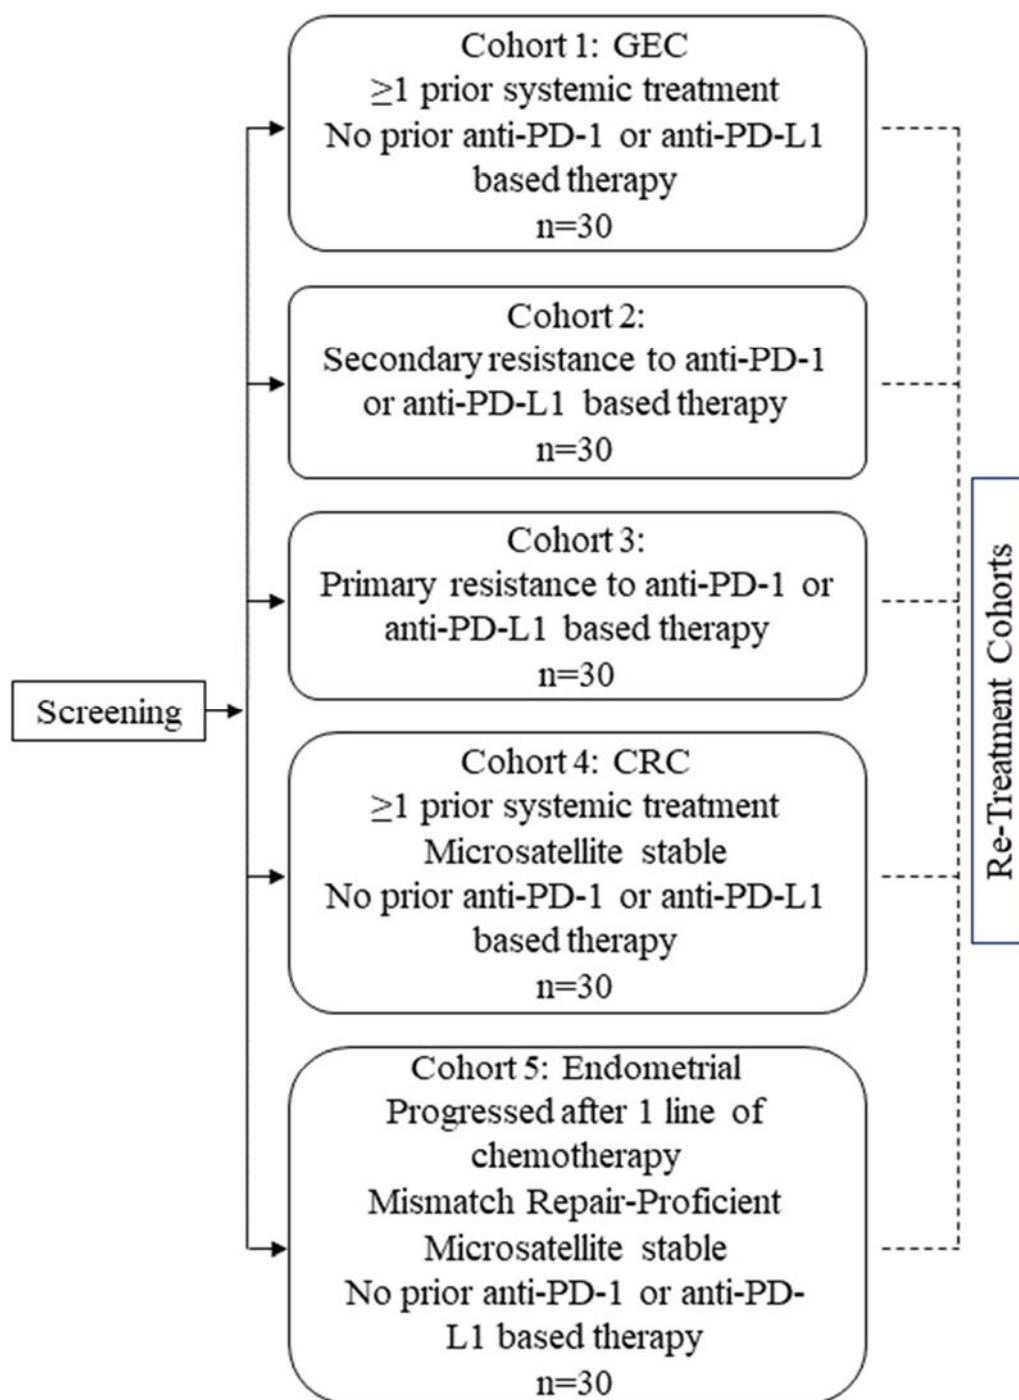 Cohort 1: GEC
≥1 prior systemic treatment
No prior anti-PD-1 or anti-PD-L1
based therapy
n=30
Cohort 2:
Secondary resistance to anti-PD-1
or anti-PD-L1 based therapy
n=30
Cohort 3:
Primary resistance to anti-PD-1 or
anti-PD-L1 based therapy
n=30
Screening
Cohort 4: CRC
≥1 prior systemic treatment
Microsatellite stable
No prior anti-PD-1 or anti-PD-L1
based therapy
n=30
Cohort 5: Endometrial
Progressed after 1 line of
chemotherapy
Mismatch Repair-Proficient
Microsatellite stable
No prior anti-PD-1 or anti-PD-
L1 based therapy
n=30
Re-Treatment Cohorts